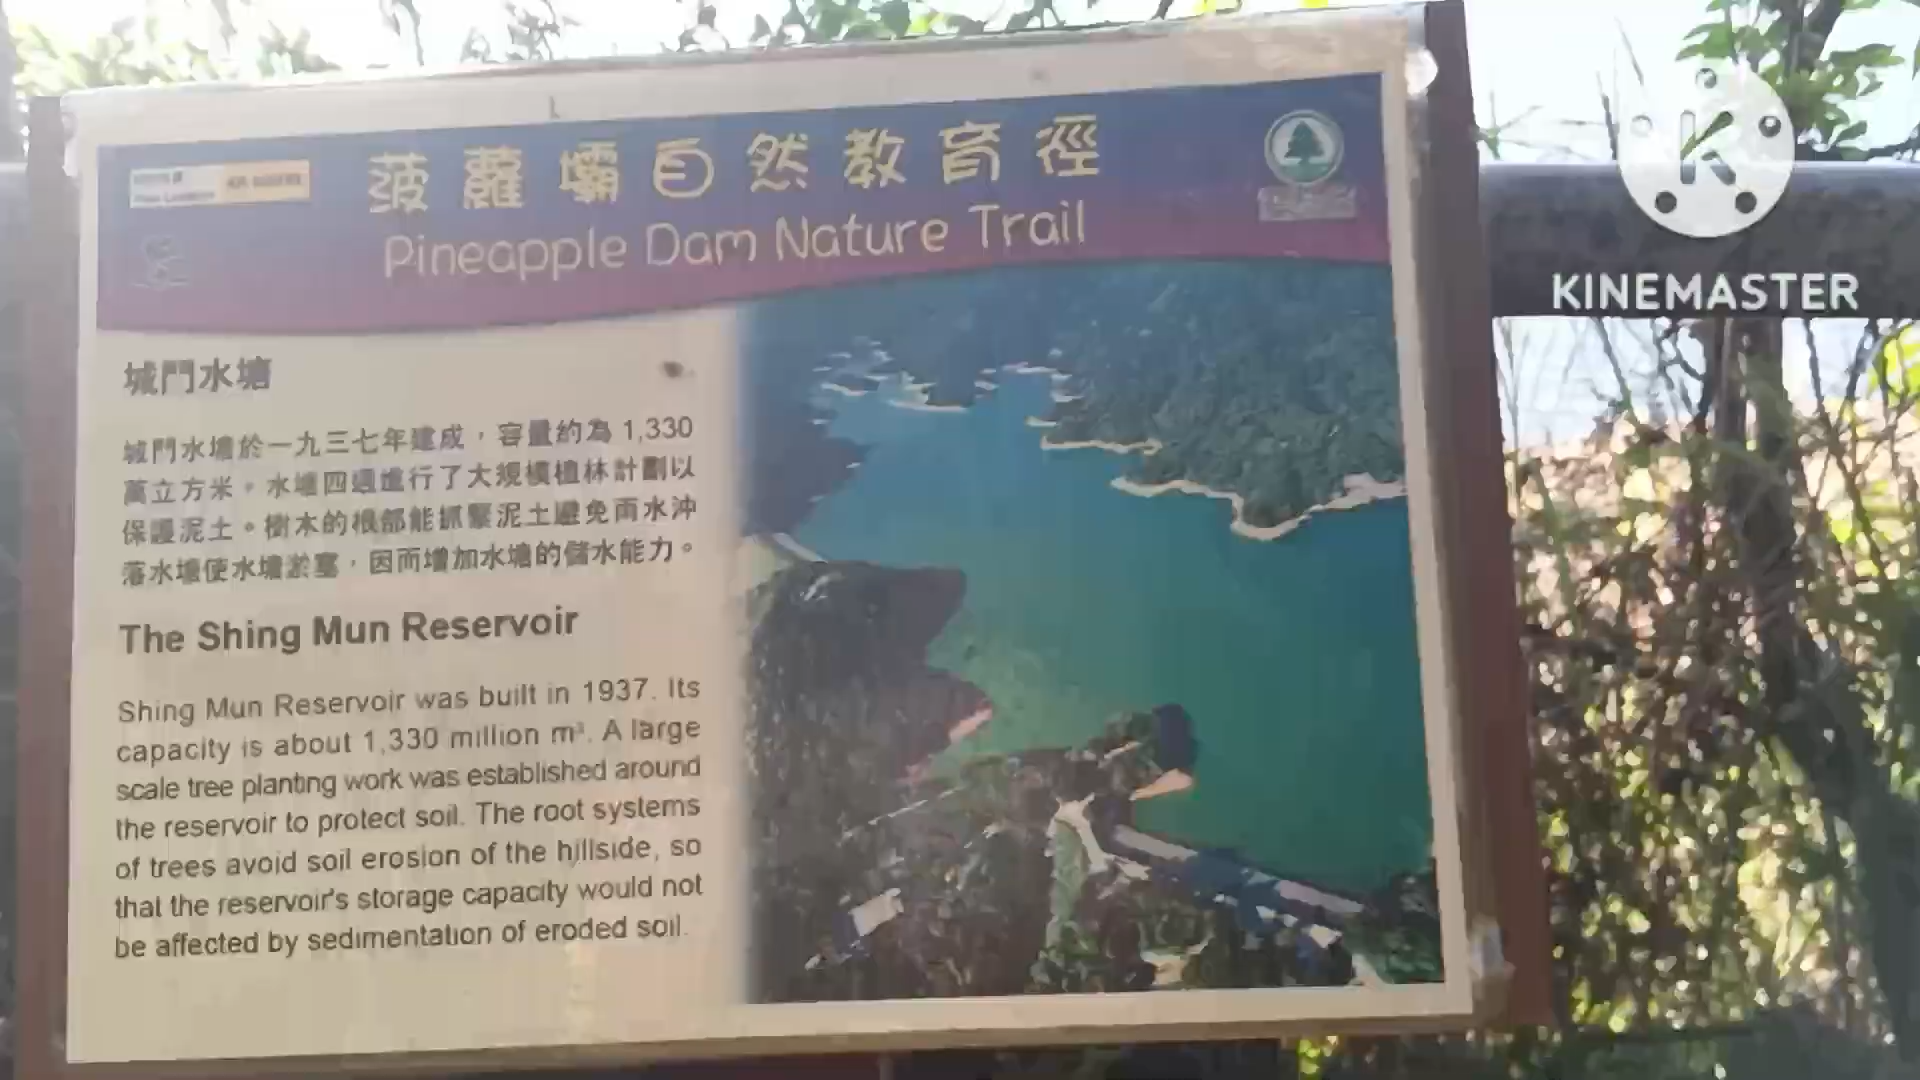 菠蘿壩自然教育徑
Pineapple Dam Nature Trail
KINEMASTER
城門水塘
城門水塘於一九三七年建成，容量約為 1,330
萬立方米。水塘四週進行了大規模植林計劃以
保護泥土。樹木的根部能抓緊泥土避免雨水沖
落水塘使水塘淤塞，因而增加水塘的儲水能力。
The Shing Mun Reservoir
Shing Mun Reservoir was built in 1937. Its
capacity is about 1,330 million m³. A large
scale tree planting work was established around
the reservoir to protect soil. The root systems
of trees avoid soil erosion of the hillside, so
that the reservoir's storage capacity would not
be affected by sedimentation of eroded soil.